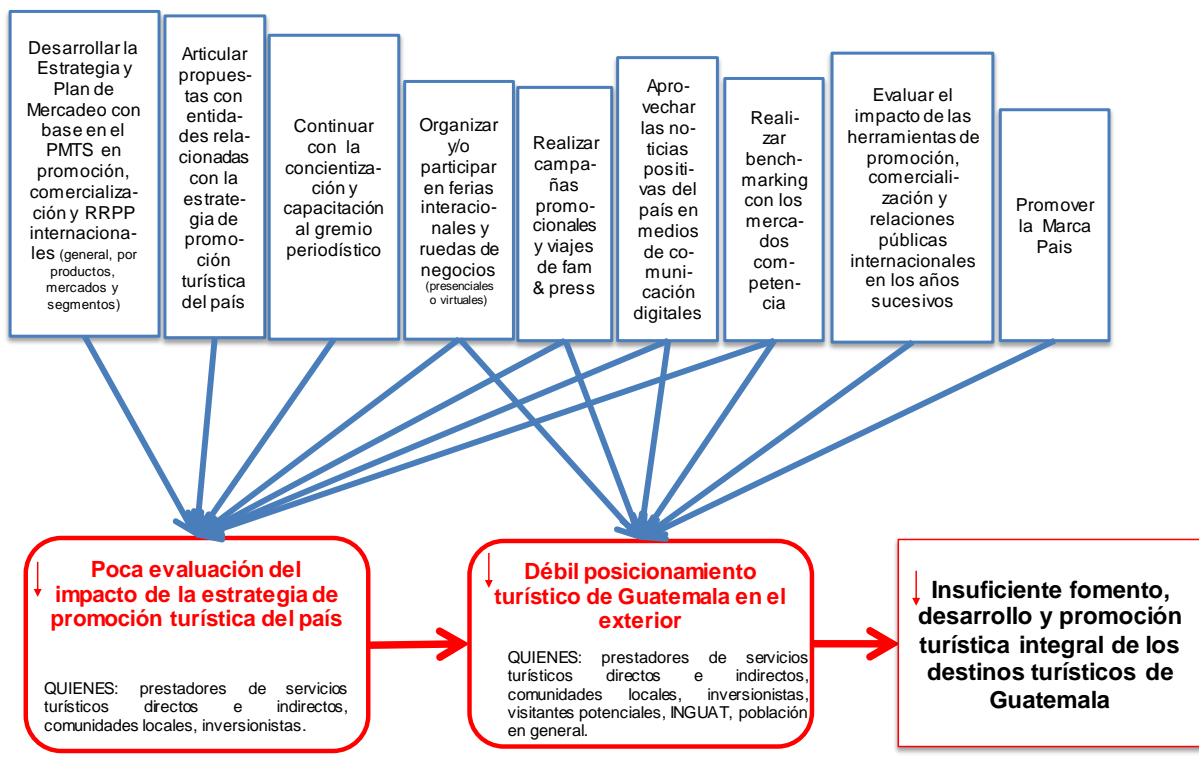 Desarrollar la
Estrategia y
Plan de
Mercadeo con
base en el
PMTS en
promoción,
comercializa-
ción y RRPP
internaciona-
les (general, por
productos,
mercados y
segmentos)
Articular
propues-
tas con
entida-
des rela-
cionadas
con la
estrate-
gia de
promo-
ción
turística
del país
Continuar
con la
concientiza-
ción y
capacitación
al gremio
periodístico
Organizar
y/o
participar
en ferias
interacio-
nales y
ruedas de
negocios
(presenciales
o virtuales)
Realizar
campa-
ñas
promo-
cionales
y viajes
de fam
& press
Apro-
vechar
las no-
ticias
positi-
vas del
país en
medios
de co-
muni-
cación
digitales
Reali-
zar
bench-
marking
con los
merca-
dos
com-
peten-
cia
Evaluar el
impacto de las
herramientas de
promoción,
comerciali-
zación y
relaciones
públicas
internacionales
en los años
sucesivos
Promover
la Marca
Pais
Poca evaluación del
impacto de la estrategia de
promoción turística del país
QUIENES: prestadores de servicios
turísticos directos e indirectos,
comunidades locales, inversionistas.
Débil posicionamiento
turístico de Guatemala en el
exterior
QUIENES: prestadores de servicios
turísticos directos e indirectos,
comunidades locales, inversionistas,
visitantes potenciales, INGUAT, población
en general.
Insuficiente fomento,
desarrollo y promoción
turística integral de los
destinos turísticos de
Guatemala